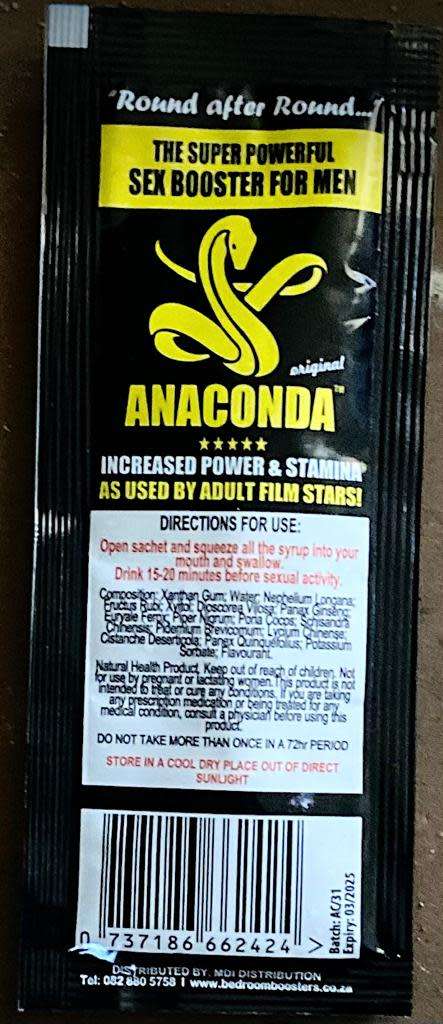 "Round after Round..."
THE SUPER POWERFUL
SEX BOOSTER FOR MEN
original
ANACONDA™
INCREASED POWER & STAMINA
AS USED BY ADULT FILM STARS!
DIRECTIONS FOR USE:
Open sachet and squeeze all the syrup into your
mouth and swallow.
Drink 15-20 minutes before sexual activity.
Composition: Xanthan Gum; Water; Nephelium Longana;
Fructus Rubi; Xylitol; Dioscorea Villosa; Panax Ginseng;
Euryale Ferox; Piper Nigrum; Poria Cocos; Schisandra
Chinensis; Brevicornum; Lycium Chinense;
Cistanche Deserticola; Panax Quinquefolius; Potassium
Sorbate; Flavourant.
Natural Health Product. Keep out of reach of children. Not
for use by pregnant or lactating women. This product is not
intended to treat or cure any conditions. If you are taking
any prescription medication or being treated for any
medical condition, consult a physician before using this
product.
DO NOT TAKE MORE THAN ONCE IN A 72hr PERIOD
STORE IN A COOL DRY PLACE OUT OF DIRECT
SUNLIGHT
0 737186 662424 >
Batch: AC/31
Expiry: 03/2025
DISTRIBUTED BY: MDI DISTRIBUTION
Tel: 082 880 5758 | www.bedroomboosters.co.za